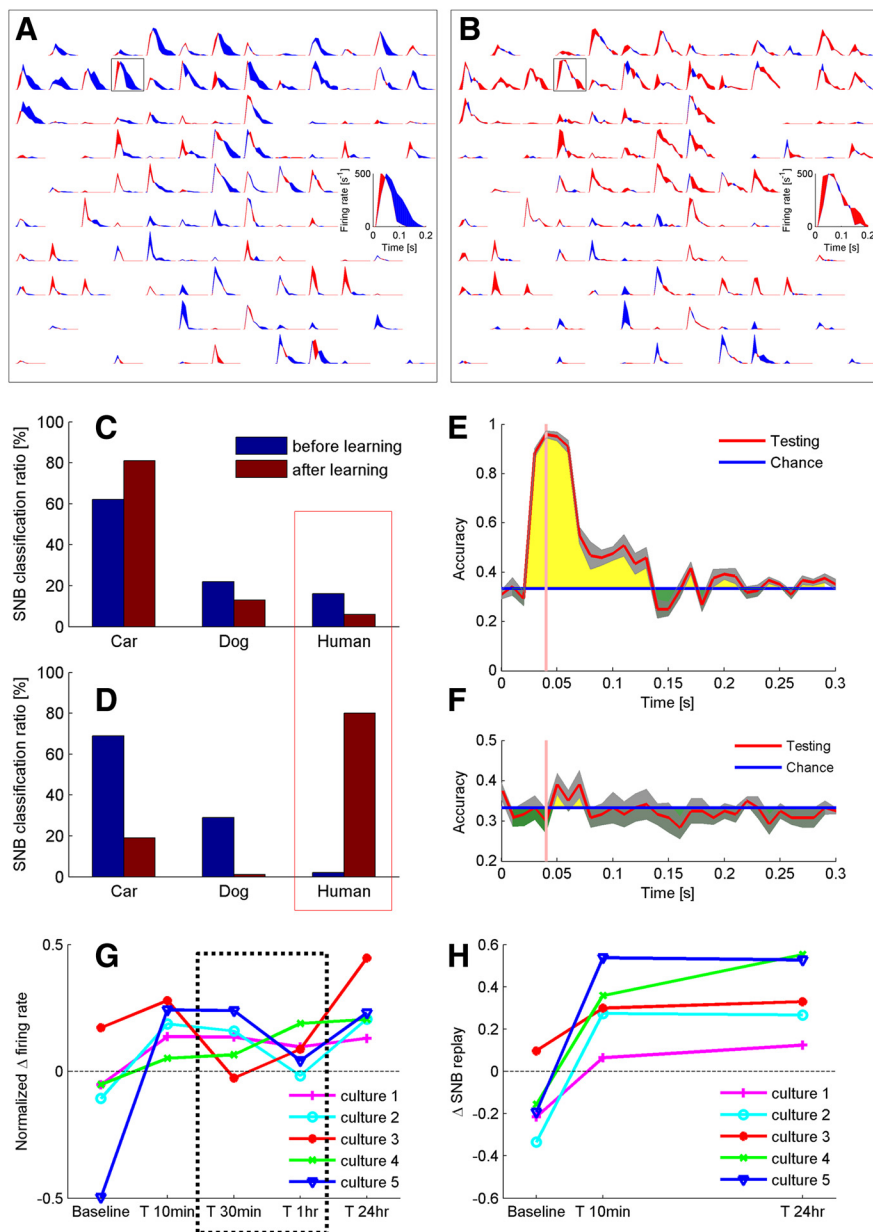 A
B
500
Firing rate [s⁻¹]
0
0 0.1 0.2
Time [s]
500
Firing rate [s⁻¹]
0
0 0.1 0.2
Time [s]
C
100
80
60
40
20
0
SNB classification ratio [%]
before learning
after learning
Car Dog Human
D
80
60
40
20
0
SNB classification ratio [%]
Car Dog Human
E
1
0.8
0.6
0.4
0.2
0
Accuracy
Testing
Chance
0 0.05 0.1 0.15 0.2 0.25 0.3
Time [s]
F
0.5
0.4
0.3
0.2
Accuracy
Testing
Chance
0 0.05 0.1 0.15 0.2 0.25 0.3
Time [s]
G
0.5
0
-0.5
Normalized Δ firing rate
culture 1
culture 2
culture 3
culture 4
culture 5
Baseline T 10min T 30min T 1hr T 24hr
H
0.6
0.4
0.2
0
-0.2
-0.4
-0.6
Δ SNB replay
culture 1
culture 2
culture 3
culture 4
culture 5
Baseline T 10min T 24hr